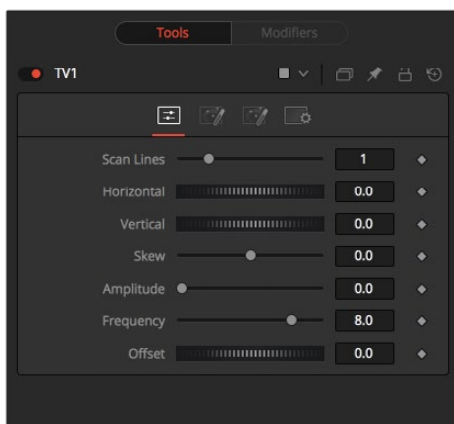 Tools Modifiers
TV1
Scan Lines 1
Horizontal 0.0
Vertical 0.0
Skew 0.0
Amplitude 0.0
Frequency 8.0
Offset 0.0